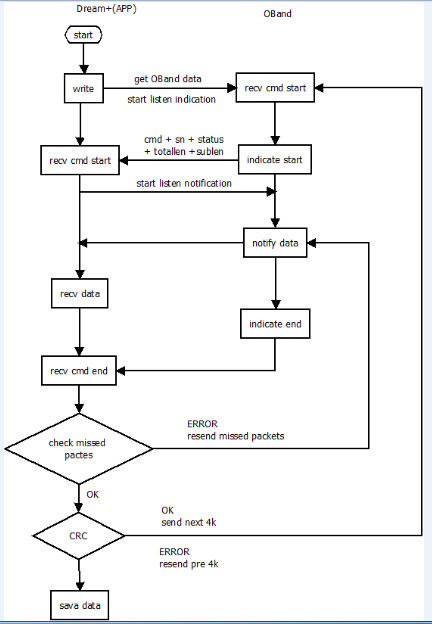 Dream+(APP)
OBand
start
get OBand data
write
recv cmd start
start listen indication
cmd + sn + status
+ totallen +sublen
recv cmd start
indicate start
start listen notification
notify data
recv data
indicate end
recv cmd end
ERROR
resend missed packets
check missed
pactes
OK
OK
send next 4k
CRC
ERROR
resend pre 4k
sava data